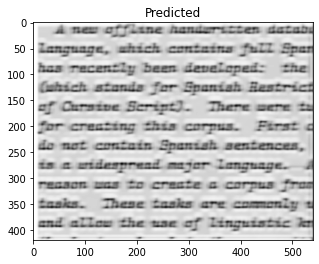 Predicted
0
50
100
150
200
250
300
350
400
A new offline handwritten datab
language, which contains full Span
has recently been developed: the
(which stands for Spanish Restrict
of Cursive Script). There were tw
for creating this corpus. First o
do not contain Spanish sentences,
is a widespread major language. A
reason was to create a corpus from
tasks. These tasks are commonly u
and allow the use of linguistic kn
0 100 200 300 400 500